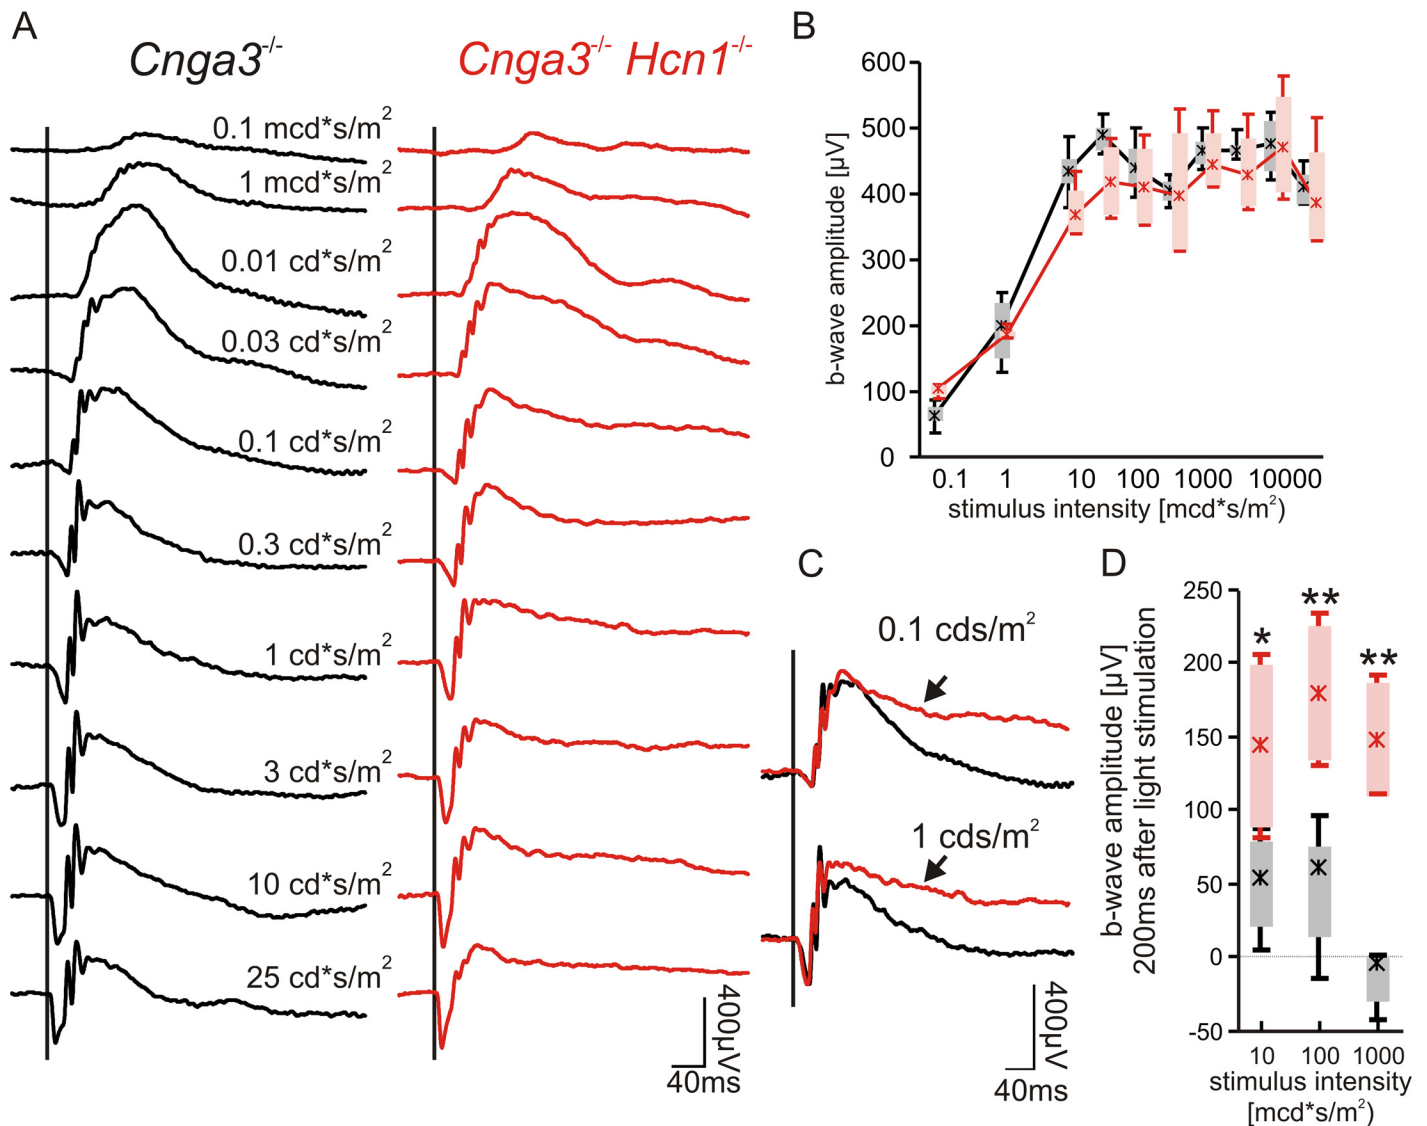 A
Cnga3-/-
Cnga3-/- Hcn1-/-
0.1 mcd*s/m2
1 mcd*s/m2
0.01 cd*s/m2
0.03 cd*s/m2
0.1 cd*s/m2
0.3 cd*s/m2
1 cd*s/m2
3 cd*s/m2
10 cd*s/m2
25 cd*s/m2
400µV
40ms
B
b-wave amplitude [µV]
600
500
400
300
200
100
0
0.1 1 10 100 1000 10000
stimulus intensity [mcd*s/m2)
C
0.1 cds/m2
1 cds/m2
400µV
40ms
D
b-wave amplitude [µV]
200ms after light stimulation
250
200
150
100
50
0
-50
*
**
**
10 100 1000
stimulus intensity
[mcd*s/m2]